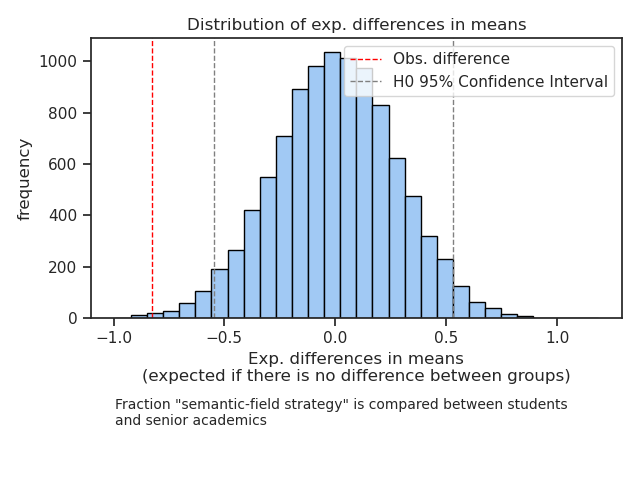 Distribution of exp. differences in means
Obs. difference
H0 95% Confidence Interval
frequency
1000
800
600
400
200
0
−1.0
−0.5
0.0
0.5
1.0
Exp. differences in means
(expected if there is no difference between groups)
Fraction "semantic-field strategy" is compared between students
and senior academics